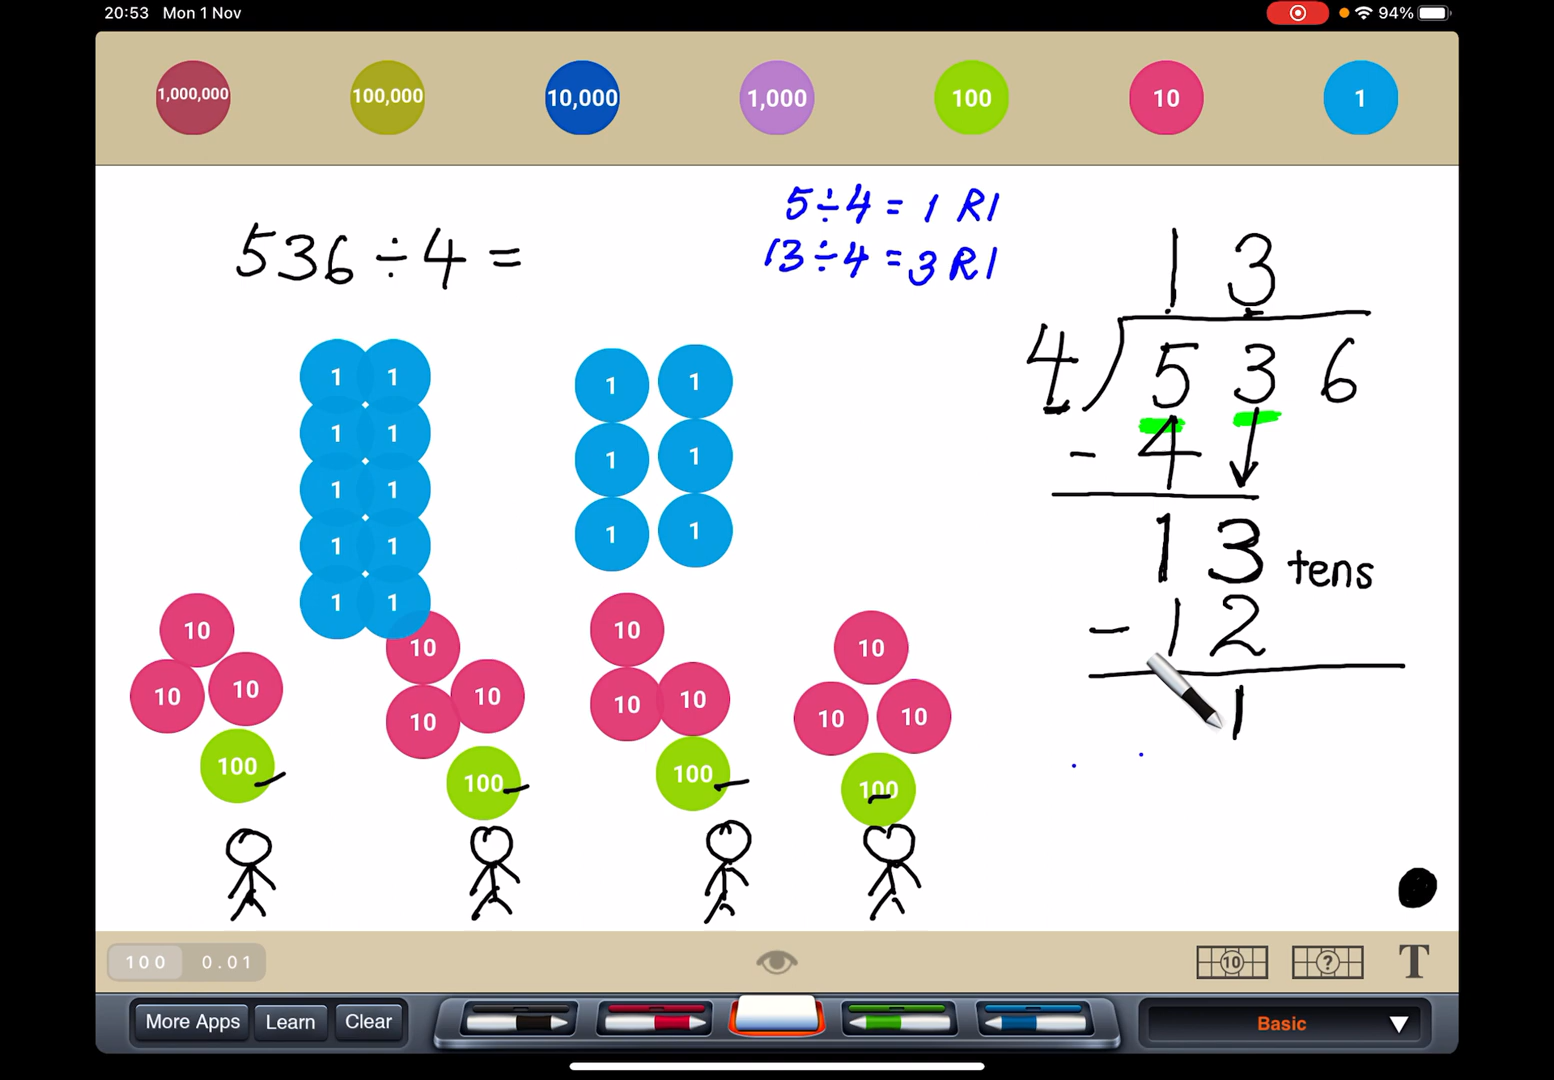 20:53 Mon 1 Nov
94%
1,000,000 100,000 10,000 1,000 100 10 1
536 ÷ 4 =
5 ÷ 4 = 1 R1
13 ÷ 4 = 3 R1
1 3
4 ) 5 3 6
- 4
1 3 tens
- 1 2
1
1 1
1 1
1 1
1 1
1 1
1 1
1 1
1 1
10
10 10
100
10
10 10
100
10
10 10
100
10
10 10
100
100 0.01
10 ? T
More Apps Learn Clear
Basic